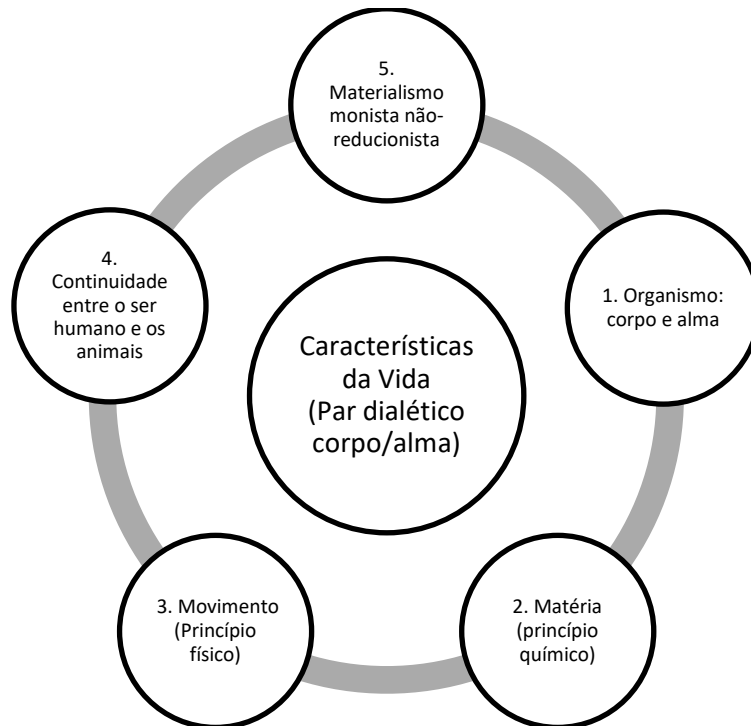 5.
Materialismo
monista não-
reducionista
4.
Continuidade
entre o ser
humano e os
animais
1. Organismo:
corpo e alma
Características
da Vida
(Par dialético
corpo/alma)
3. Movimento
(Princípio
físico)
2. Matéria
(princípio
químico)